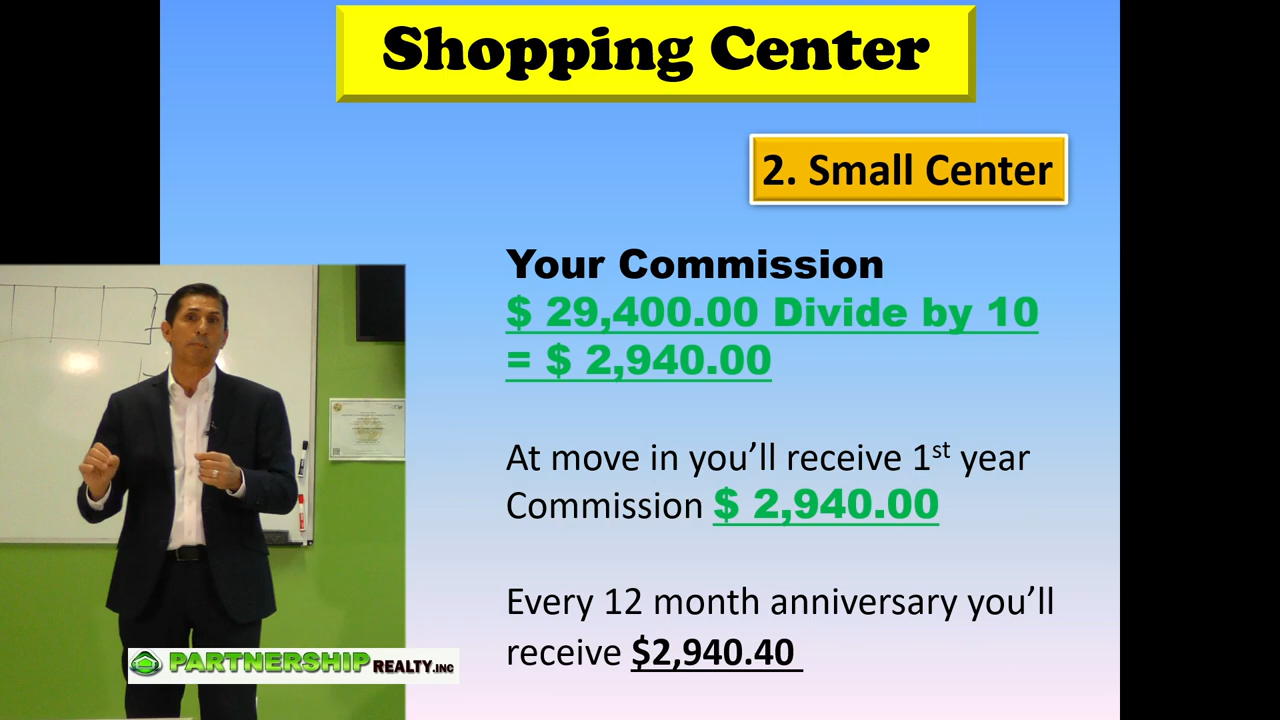 Shopping Center
2. Small Center
Your Commission
$ 29,400.00 Divide by 10
= $ 2,940.00
At move in you’ll receive 1st year
Commission $ 2,940.00
Every 12 month anniversary you’ll
receive $2,940.40
PARTNERSHIP REALTY.INC